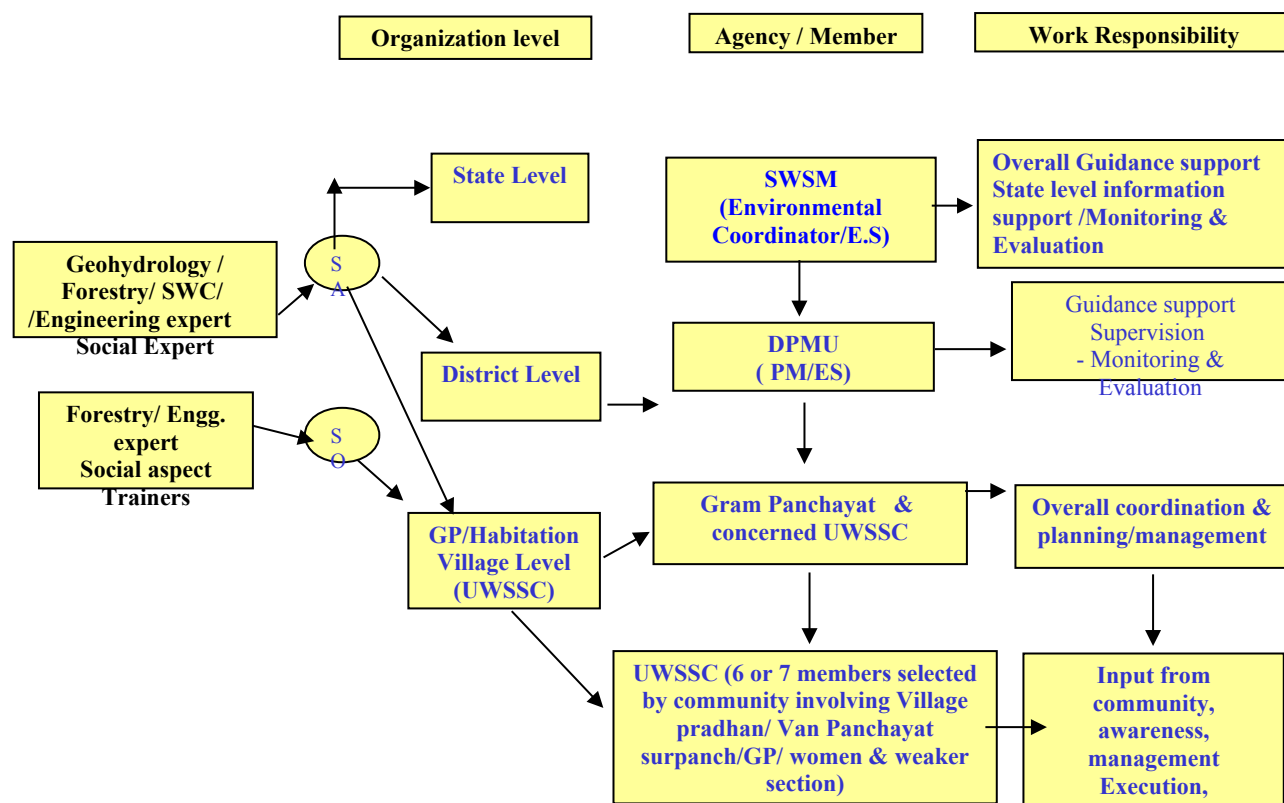 Organization level
Agency / Member
Work Responsibility
State Level
SWSM
(Environmental
Coordinator/E.S)
Overall Guidance support
State level information
support /Monitoring &
Evaluation
Geohydrology /
Forestry/ SWC/
/Engineering expert
Social Expert
S
A
District Level
DPMU
( PM/ES)
Guidance support
Supervision
- Monitoring &
Evaluation
Forestry/ Engg.
expert
Social aspect
Trainers
S
O
GP/Habitation
Village Level
(UWSSC)
Gram Panchayat &
concerned UWSSC
Overall coordination &
planning/management
UWSSC (6 or 7 members selected
by community involving Village
pradhan/ Van Panchayat
surpanch/GP/ women & weaker
section)
Input from
community,
awareness,
management
Execution,